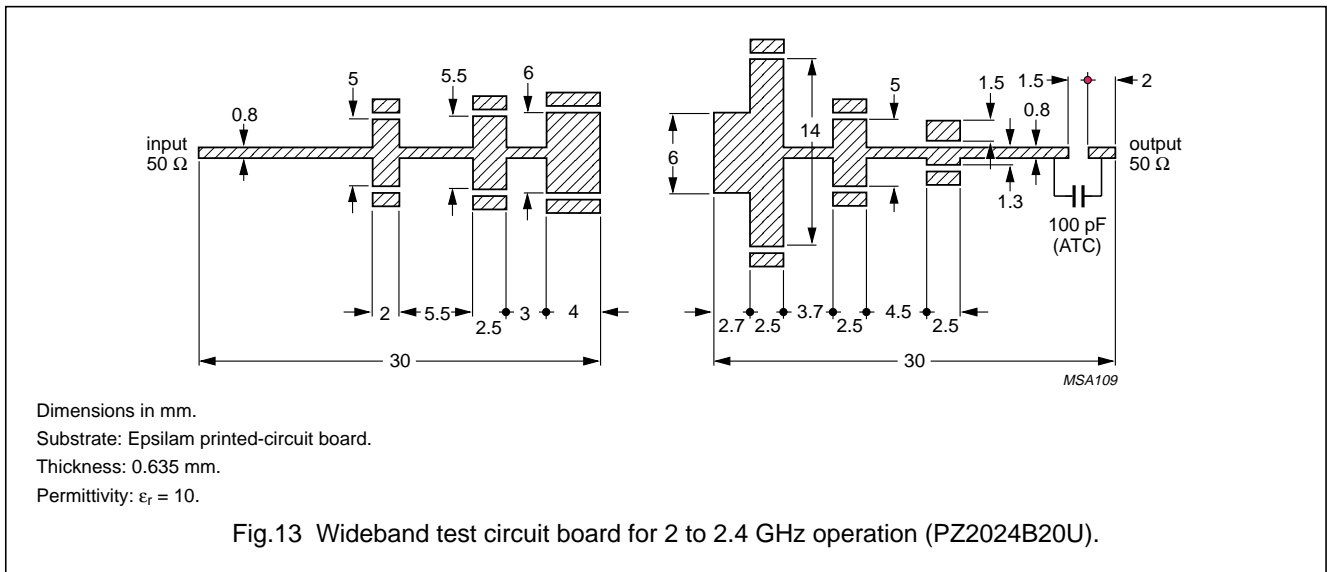 5
5.5
6
0.8
input
50 Ω
2
5.5
2.5
3
4
30
6
14
5
1.5
1.5
2
0.8
output
50 Ω
1.3
100 pF
(ATC)
2.7
2.5
3.7
2.5
4.5
2.5
30
MSA109
Dimensions in mm.
Substrate: Epsilam printed-circuit board.
Thickness: 0.635 mm.
Permittivity: εr = 10.
Fig.13 Wideband test circuit board for 2 to 2.4 GHz operation (PZ2024B20U).